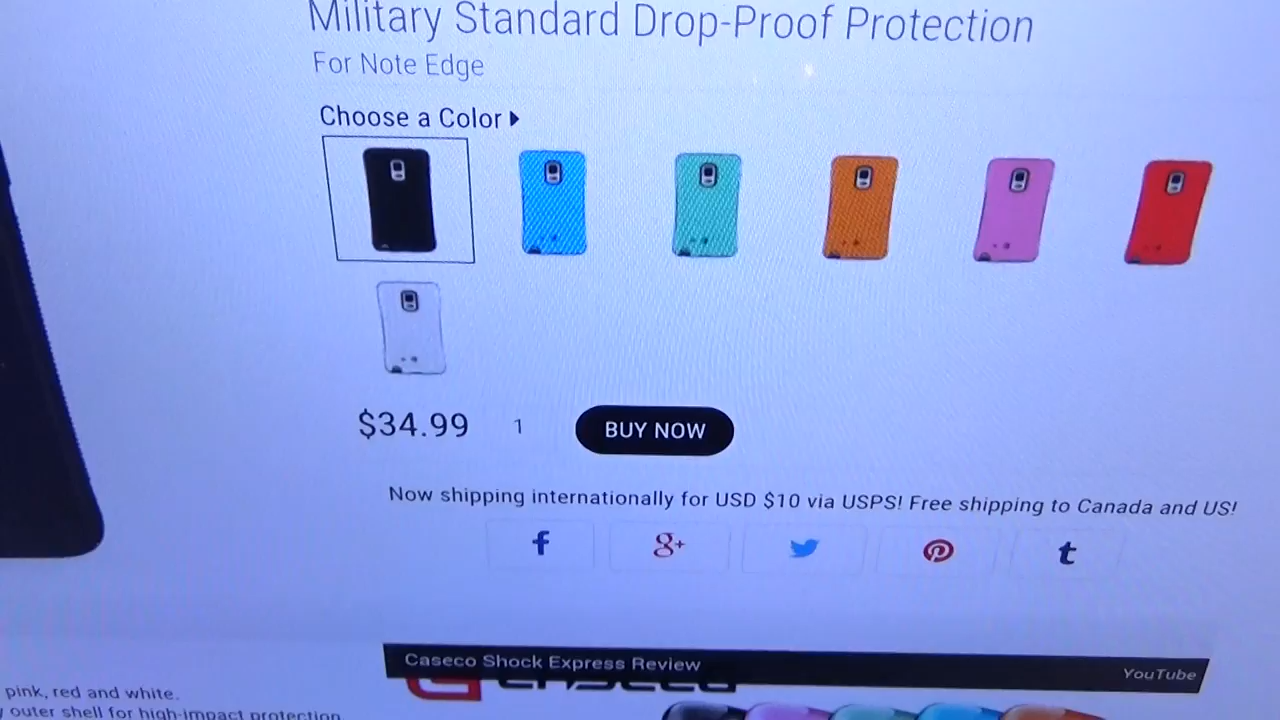 Military Standard Drop-Proof Protection
For Note Edge
Choose a Color
$34.99 1 BUY NOW
Now shipping internationally for USD $10 via USPS! Free shipping to Canada and US!
f g+ t
Caseco Shock Express Review
YouTube
pink, red and white.
outer shell for high-impact protection